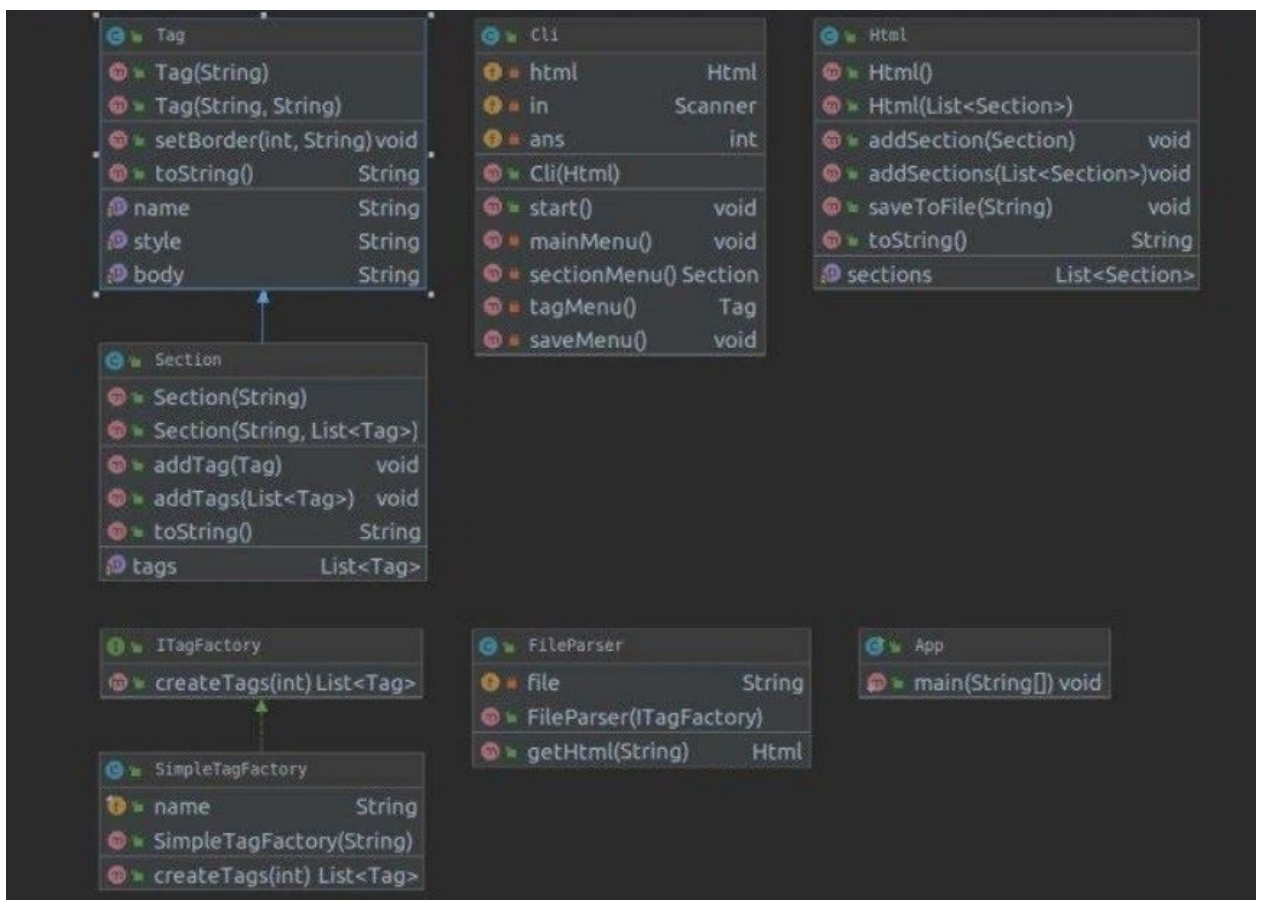 Tag
Tag(String)
Tag(String, String)
setBorder(int, String) void
toString() String
name String
style String
body String
Cli
html Html
in Scanner
ans int
Cli(Html)
start() void
mainMenu() void
sectionMenu() Section
tagMenu() Tag
saveMenu() void
Html
Html()
Html(List<Section>)
addSection(Section) void
addSections(List<Section>) void
saveToFile(String) void
toString() String
sections List<Section>
Section
Section(String)
Section(String, List<Tag>)
addTag(Tag) void
addTags(List<Tag>) void
toString() String
tags List<Tag>
ITagFactory
createTags(int) List<Tag>
FileParser
file String
FileParser(ITagFactory)
getHtml(String) Html
App
main(String[]) void
SimpleTagFactory
name String
SimpleTagFactory(String)
createTags(int) List<Tag>